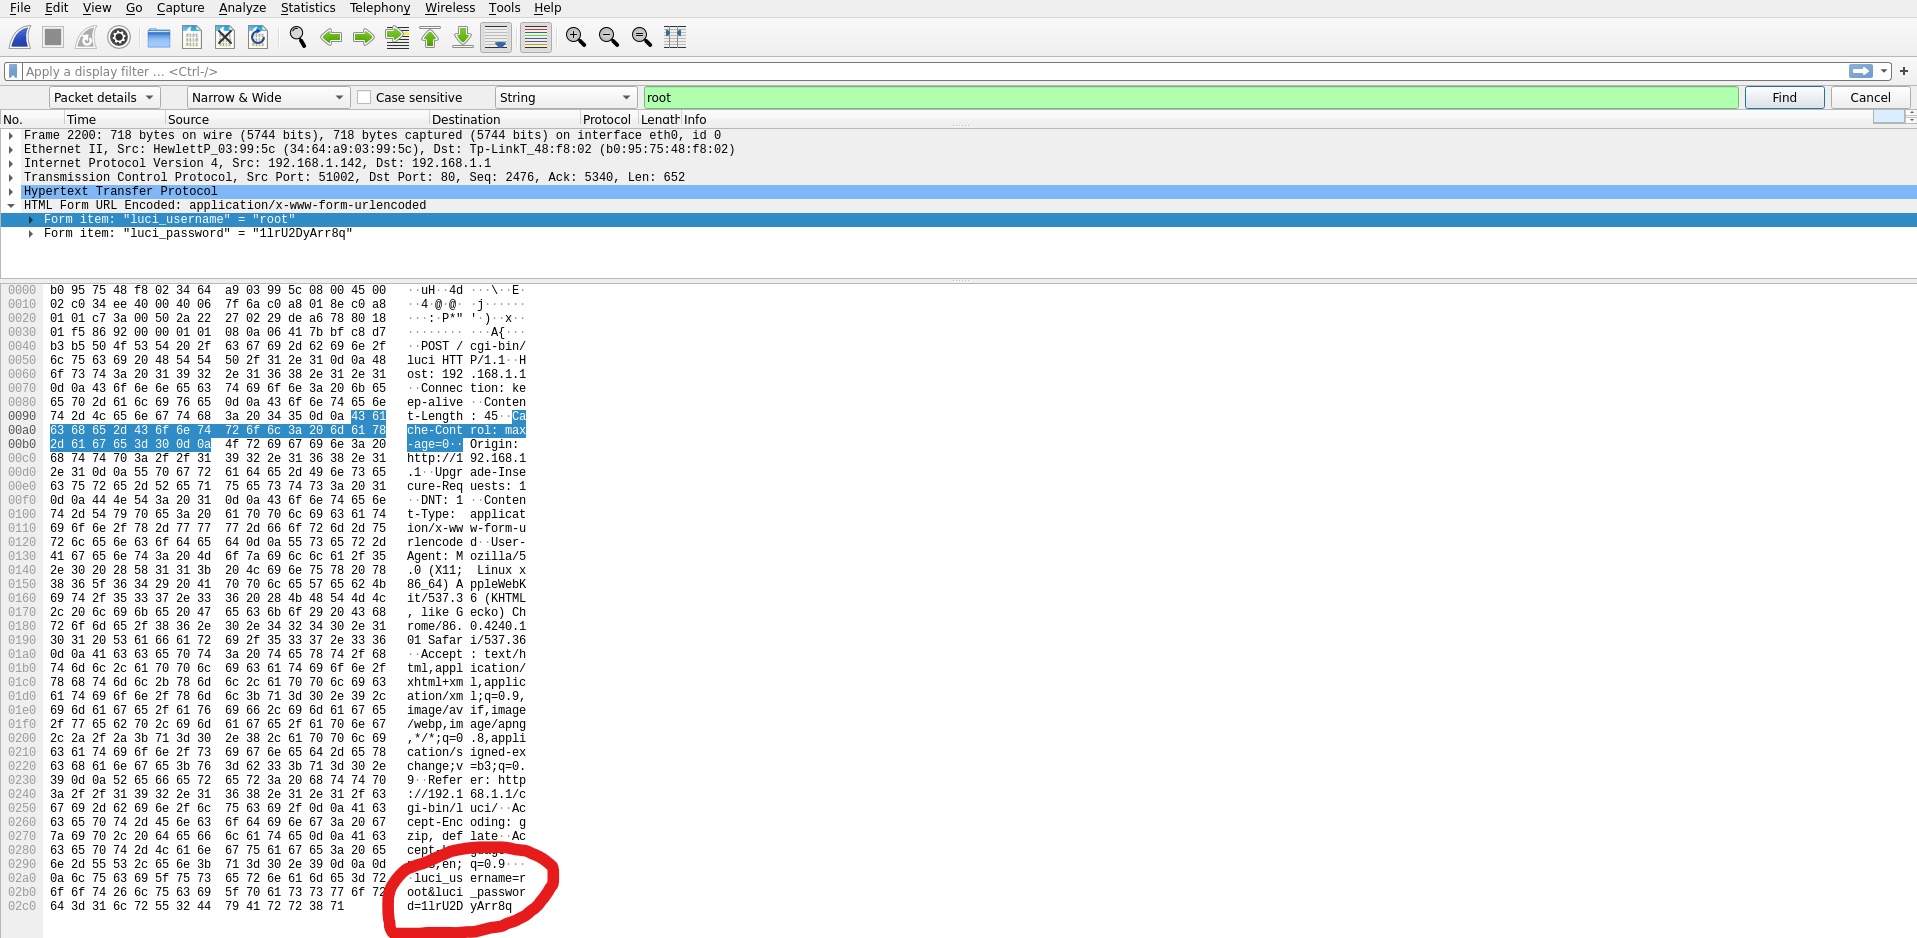 File Edit View Go Capture Analyze Statistics Telephony Wireless Tools Help
Apply a display filter ... <Ctrl-/>
Packet details Narrow & Wide Case sensitive String root Find Cancel
No. Time Source Destination Protocol Length Info
Frame 2200: 718 bytes on wire (5744 bits), 718 bytes captured (5744 bits) on interface eth0, id 0
Ethernet II, Src: HewlettP_03:99:5c (34:64:a9:03:99:5c), Dst: Tp-LinkT_48:f8:02 (b0:95:75:48:f8:02)
Internet Protocol Version 4, Src: 192.168.1.142, Dst: 192.168.1.1
Transmission Control Protocol, Src Port: 51002, Dst Port: 80, Seq: 2476, Ack: 5340, Len: 652
Hypertext Transfer Protocol
HTML Form URL Encoded: application/x-www-form-urlencoded
Form item: "luci_username" = "root"
Form item: "luci_password" = "1lrU2DyArr8q"
0000 b0 95 75 48 f8 02 34 64 a9 03 99 5c 08 00 45 00 ··uH··4d ···\··E·
0010 02 c0 34 ee 40 00 40 06 7f 6a c0 a8 01 8e c0 a8 ··4·@·@· ·j······
0020 01 01 c7 3a 00 50 2a 22 27 02 29 de a6 78 80 18 ···:·P*" '·)··x··
0030 01 f5 86 92 00 00 01 01 08 0a 06 41 7b bf c8 d7 ········ ···A{···
0040 b3 b5 50 4f 53 54 20 2f 63 67 69 2d 62 69 6e 2f ··POST / cgi-bin/
0050 6c 75 63 69 20 48 54 54 50 2f 31 2e 31 0d 0a 48 luci HTT P/1.1··H
0060 6f 73 74 3a 20 31 39 32 2e 31 36 38 2e 31 2e 31 ost: 192 .168.1.1
0070 0d 0a 43 6f 6e 6e 65 63 74 69 6f 6e 3a 20 6b 65 ··Connec tion: ke
0080 65 70 2d 61 6c 69 76 65 0d 0a 43 6f 6e 74 65 6e ep-alive ··Conten
0090 74 2d 4c 65 6e 67 74 68 3a 20 34 35 0d 0a 43 61 t-Length : 45··Ca
00a0 63 68 65 2d 43 6f 6e 74 72 6f 6c 3a 20 6d 61 78 che-Cont rol: max
00b0 2d 61 67 65 3d 30 0d 0a 4f 72 69 67 69 6e 3a 20 -age=0·· Origin: 
00c0 68 74 74 70 3a 2f 2f 31 39 32 2e 31 36 38 2e 31 http://1 92.168.1
00d0 2e 31 0d 0a 55 70 67 72 61 64 65 2d 49 6e 73 65 .1··Upgr ade-Inse
00e0 63 75 72 65 2d 52 65 71 75 65 73 74 73 3a 20 31 cure-Req uests: 1
00f0 0d 0a 44 4e 54 3a 20 31 0d 0a 43 6f 6e 74 65 6e ··DNT: 1 ··Conten
0100 74 2d 54 79 70 65 3a 20 61 70 70 6c 69 63 61 74 t-Type:  applicat
0110 69 6f 6e 2f 78 2d 77 77 77 2d 66 6f 72 6d 2d 75 ion/x-ww w-form-u
0120 72 6c 65 6e 63 6f 64 65 64 0d 0a 55 73 65 72 2d rlencode d··User-
0130 41 67 65 6e 74 3a 20 4d 6f 7a 69 6c 6c 61 2f 35 Agent: M ozilla/5
0140 2e 30 20 28 58 31 31 3b 20 4c 69 6e 75 78 20 78 .0 (X11;  Linux x
0150 38 36 5f 36 34 29 20 41 70 70 6c 65 57 65 62 4b 86_64) A ppleWebK
0160 69 74 2f 35 33 37 2e 33 36 20 28 4b 48 54 4d 4c it/537.3 6 (KHTML
0170 2c 20 6c 69 6b 65 20 47 65 63 6b 6f 29 20 43 68 , like G ecko) Ch
0180 72 6f 6d 65 2f 38 36 2e 30 2e 34 32 34 30 2e 31 rome/86. 0.4240.1
0190 30 31 20 53 61 66 61 72 69 2f 35 33 37 2e 33 36 01 Safar i/537.36
01a0 0d 0a 41 63 63 65 70 74 3a 20 74 65 78 74 2f 68 ··Accept : text/h
01b0 74 6d 6c 2c 61 70 70 6c 69 63 61 74 69 6f 6e 2f tml,appl ication/
01c0 78 68 74 6d 6c 2b 78 6d 6c 2c 61 70 70 6c 69 63 xhtml+xm l,applic
01d0 61 74 69 6f 6e 2f 78 6d 6c 3b 71 3d 30 2e 39 2c ation/xm l;q=0.9,
01e0 69 6d 61 67 65 2f 61 76 69 66 2c 69 6d 61 67 65 image/av if,image
01f0 2f 77 65 62 70 2c 69 6d 61 67 65 2f 61 70 6e 67 /webp,im age/apng
0200 2c 2a 2f 2a 3b 71 3d 30 2e 38 2c 61 70 70 6c 69 ,*/*;q=0 .8,appli
0210 63 61 74 69 6f 6e 2f 73 69 67 6e 65 64 2d 65 78 cation/s igned-ex
0220 63 68 61 6e 67 65 3b 76 3d 62 33 3b 71 3d 30 2e change;v =b3;q=0.
0230 39 0d 0a 52 65 66 65 72 65 72 3a 20 68 74 74 70 9··Refer er: http
0240 3a 2f 2f 31 39 32 2e 31 36 38 2e 31 2e 31 2f 63 ://192.1 68.1.1/c
0250 67 69 2d 62 69 6e 2f 6c 75 63 69 2f 0d 0a 41 63 gi-bin/l uci/··Ac
0260 63 65 70 74 2d 45 6e 63 6f 64 69 6e 67 3a 20 67 cept-Enc oding: g
0270 7a 69 70 2c 20 64 65 66 6c 61 74 65 0d 0a 41 63 zip, def late··Ac
0280 63 65 70 74 2d 4c 61 6e 67 75 61 67 65 3a 20 65
0290 6e 2d 55 53 2c 65 6e 3b 71 3d 30 2e 39 0d 0a 0d ,en; q=0.9···
02a0 0a 6c 75 63 69 5f 75 73 65 72 6e 61 6d 65 3d 72 ·luci_us ername=r
02b0 6f 6f 74 26 6c 75 63 69 5f 70 61 73 73 77 6f 72 oot&luci _passwor
02c0 64 3d 31 6c 72 55 32 44 79 41 72 72 38 71 d=1lrU2D yArr8q